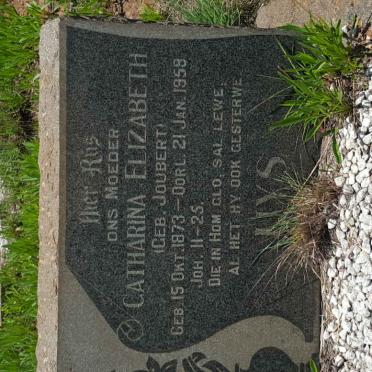 Hier Rus
ONS MOEDER
CATHARINA ELIZABETH
(GEB. JOUBERT)
GEB. 15 OKT. 1873 — OORL. 21 JAN. 1958
JOH. 11-25.
DIE IN HOM GLO, SAL LEWE,
AL HET HY OOK GESTERWE.
UYS